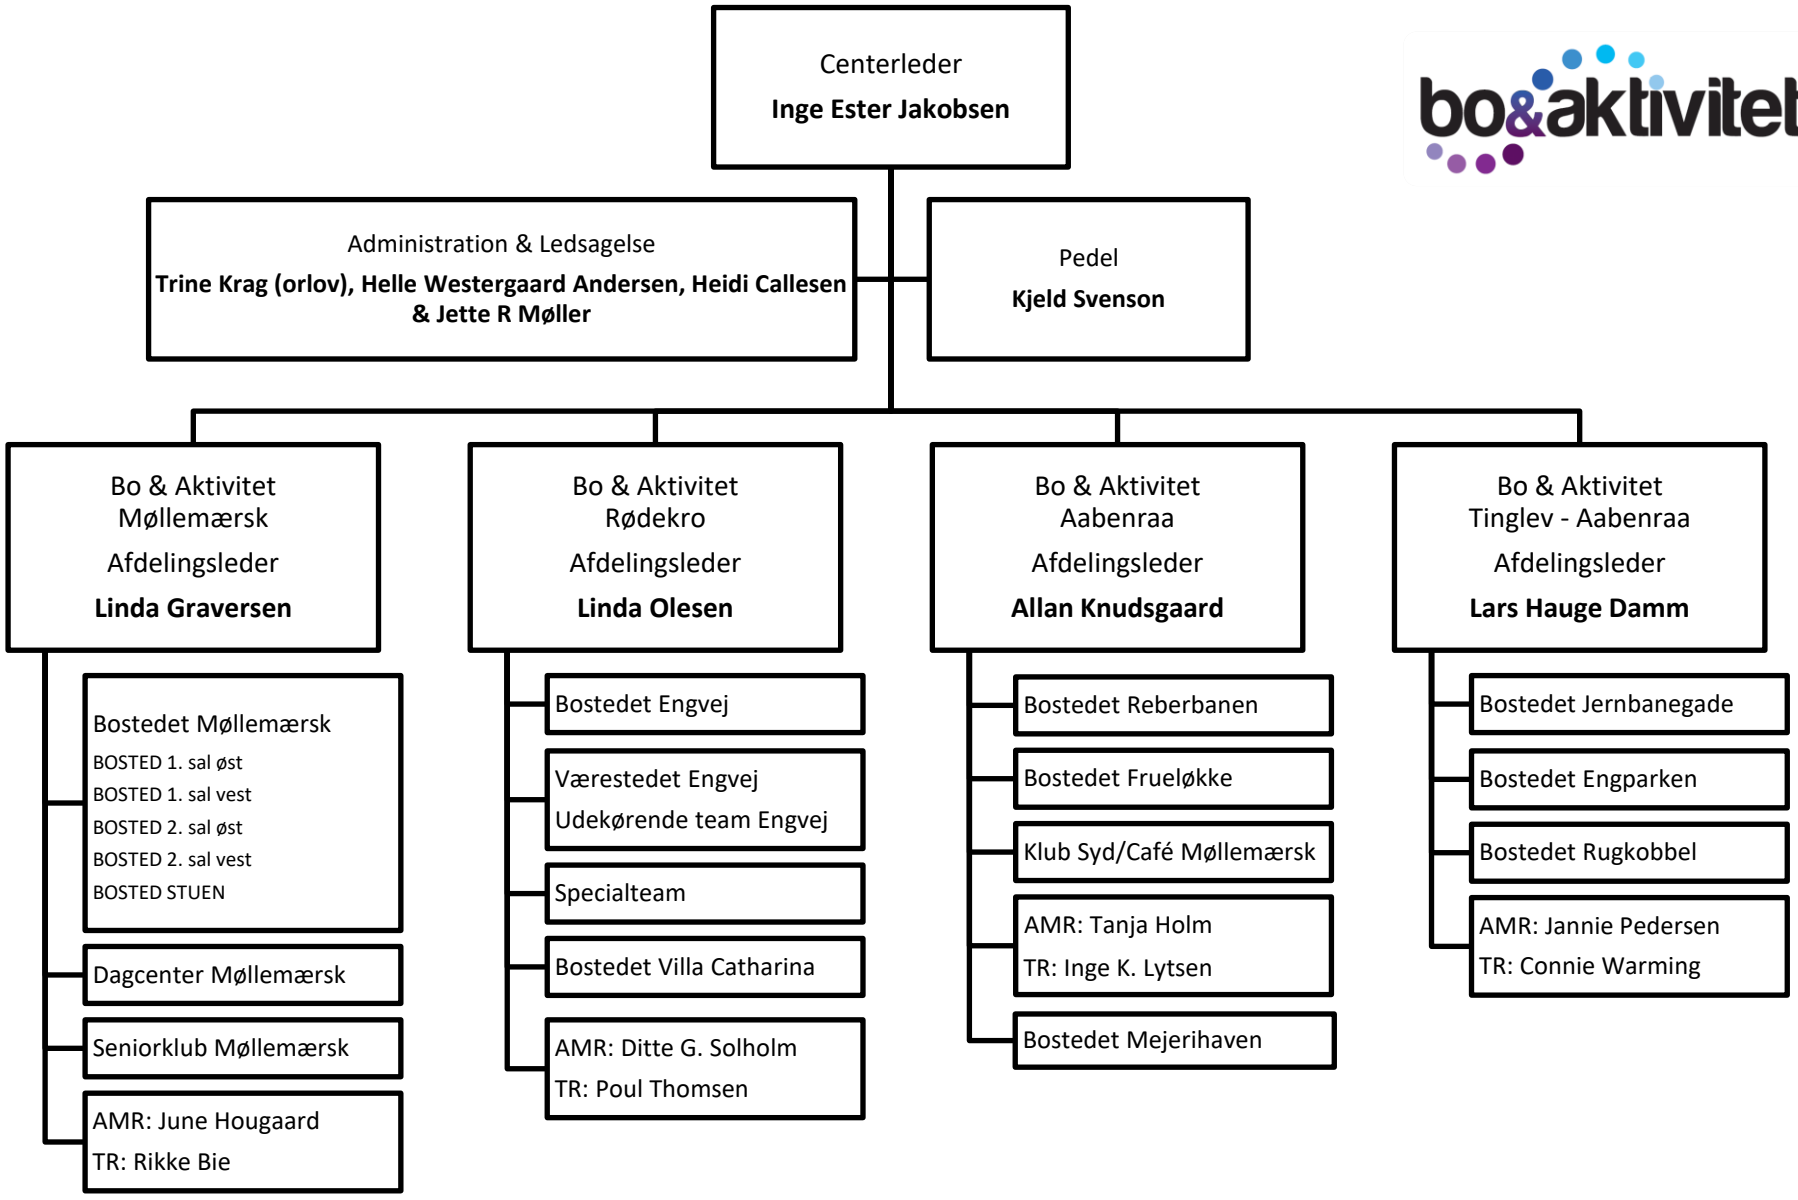 Centerleder
Inge Ester Jakobsen
bo&aktivitet
Administration & Ledsagelse
Trine Krag (orlov), Helle Westergaard Andersen, Heidi Callesen
& Jette R Møller
Pedel
Kjeld Svenson
Bo & Aktivitet
Møllemærsk
Afdelingsleder
Linda Graversen
Bostedet Møllemærsk
BOSTED 1. sal øst
BOSTED 1. sal vest
BOSTED 2. sal øst
BOSTED 2. sal vest
BOSTED STUEN
Dagcenter Møllemærsk
Seniorklub Møllemærsk
AMR: June Hougaard
TR: Rikke Bie
Bo & Aktivitet
Rødekro
Afdelingsleder
Linda Olesen
Bostedet Engvej
Værestedet Engvej
Udekørende team Engvej
Specialteam
Bostedet Villa Catharina
AMR: Ditte G. Solholm
TR: Poul Thomsen
Bo & Aktivitet
Aabenraa
Afdelingsleder
Allan Knudsgaard
Bostedet Reberbanen
Bostedet Frueløkke
Klub Syd/Café Møllemærsk
AMR: Tanja Holm
TR: Inge K. Lytsen
Bostedet Mejerihaven
Bo & Aktivitet
Tinglev - Aabenraa
Afdelingsleder
Lars Hauge Damm
Bostedet Jernbanegade
Bostedet Engparken
Bostedet Rugkobbel
AMR: Jannie Pedersen
TR: Connie Warming